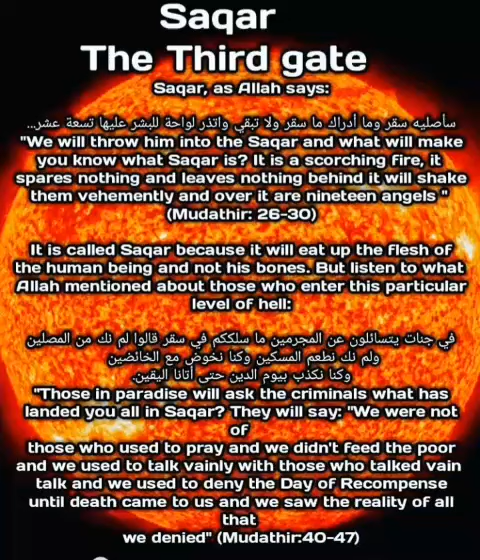 Saqar
The Third gate
Saqar, as Allah says:
سأصليه سقر وما أدراك ما سقر ولا تبقي واتذر لواحة للبشر عليها تسعة عشر...
"We will throw him into the Saqar and what will make
you know what Saqar is? It is a scorching fire, it
spares nothing and leaves nothing behind it will shake
them vehemently and over it are nineteen angels "
(Mudathir: 26-30)
It is called Saqar because it will eat up the flesh of
the human being and not his bones. But listen to what
Allah mentioned about those who enter this particular
level of hell:
في جنات يتسائلون عن المجرمين ما سلككم في سقر قالوا لم نك من المصلين
ولم نك نطعم المسكين وكنا نخوض مع الخائضين
وكنا نكذب بيوم الدين حتى أتانا اليقين.
"Those in paradise will ask the criminals what has
landed you all in Saqar? They will say: "We were not
of
those who used to pray and we didn't feed the poor
and we used to talk vainly with those who talked vain
talk and we used to deny the Day of Recompense
until death came to us and we saw the reality of all
that
we denied" (Mudathir:40-47)